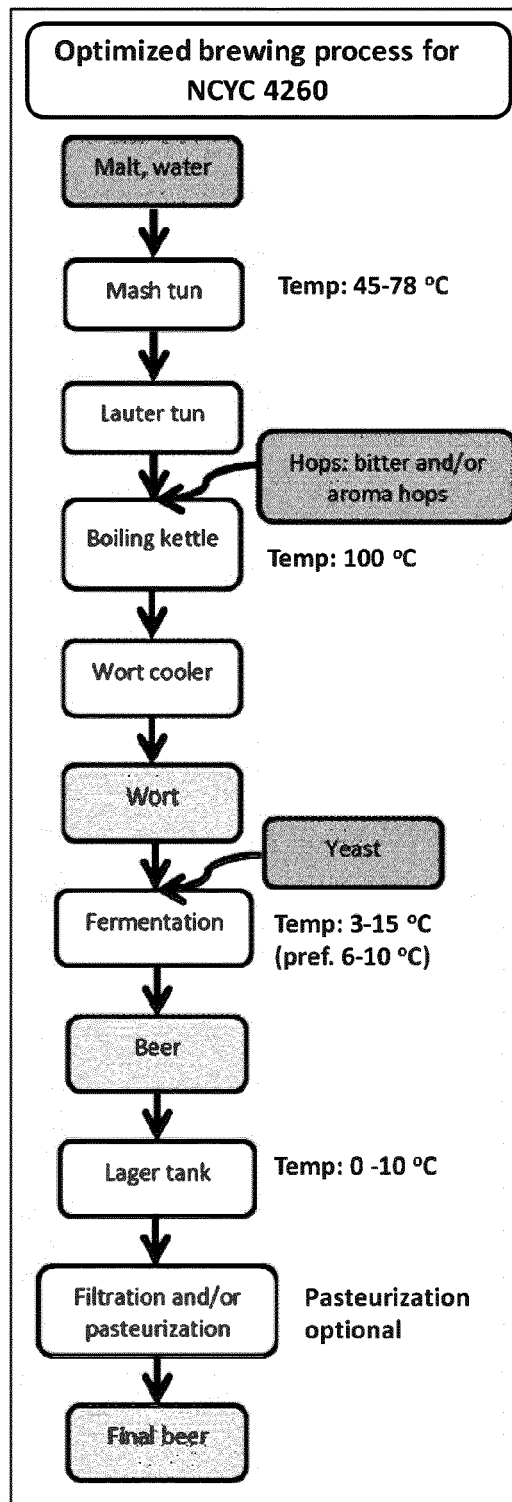 Optimized brewing process for
NCYC 4260
Malt, water
Mash tun
Temp: 45-78 °C
Lauter tun
Hops: bitter and/or
aroma hops
Boiling kettle
Temp: 100 °C
Wort cooler
Wort
Yeast
Fermentation
Temp: 3-15 °C
(pref. 6-10 °C)
Beer
Lager tank
Temp: 0 -10 °C
Filtration and/or
pasteurization
Pasteurization
optional
Final beer